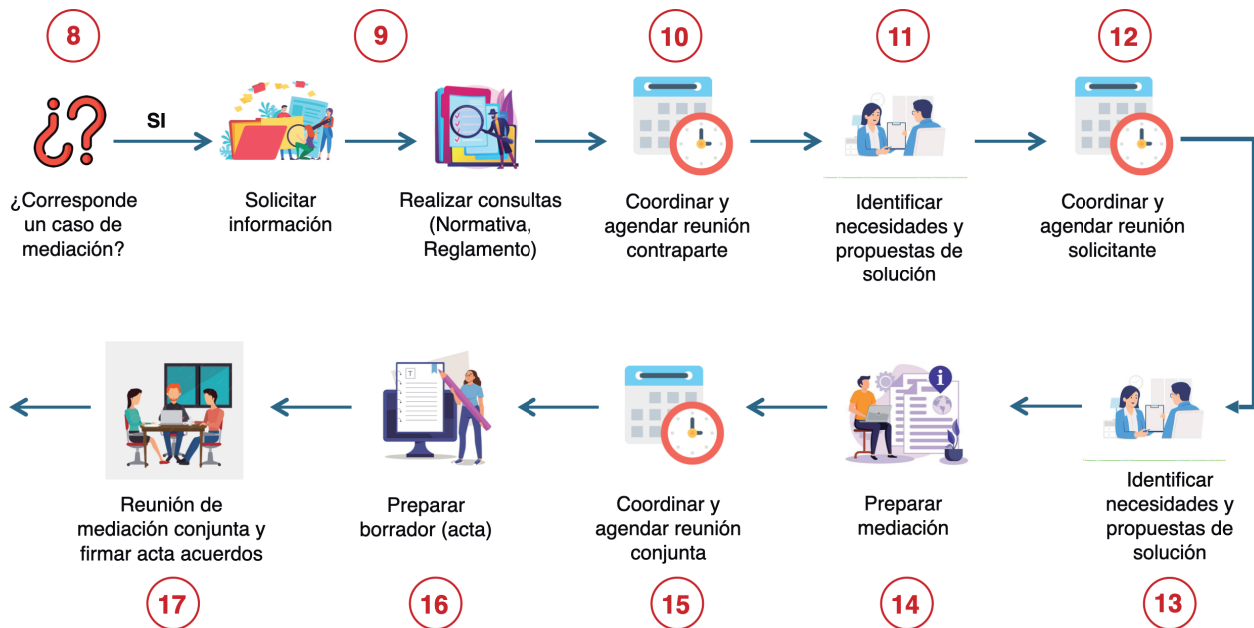 8
9
10
11
12
SI
¿?
¿Corresponde
un caso de
mediación?
Solicitar
información
Realizar consultas
(Normativa,
Reglamento)
Coordinar y
agendar reunión
contraparte
Identificar
necesidades y
propuestas de
solución
Coordinar y
agendar reunión
solicitante
Reunión de
mediación conjunta y
firmar acta acuerdos
T
Preparar
borrador (acta)
Coordinar y
agendar reunión
conjunta
i
Preparar
mediación
Identificar
necesidades y
propuestas de
solución
17
16
15
14
13